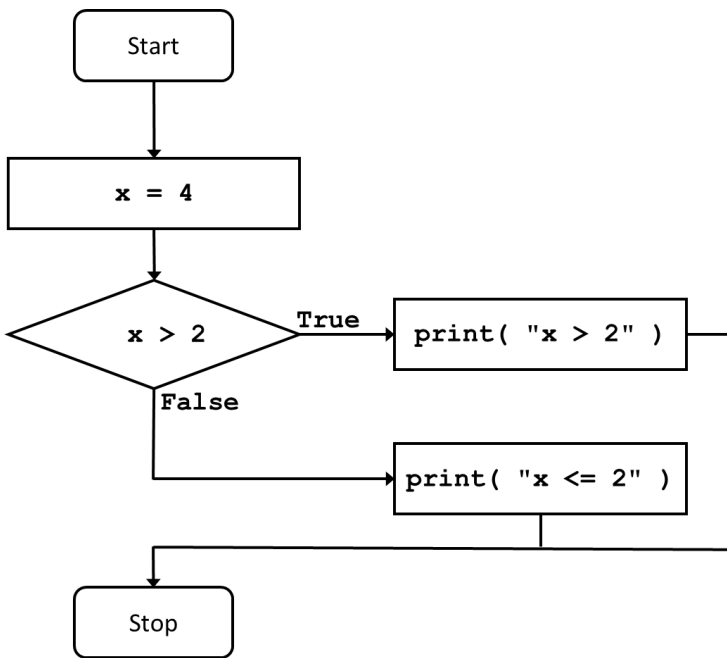 Start
x = 4
x > 2
True
print( "x > 2" )
False
print( "x <= 2" )
Stop